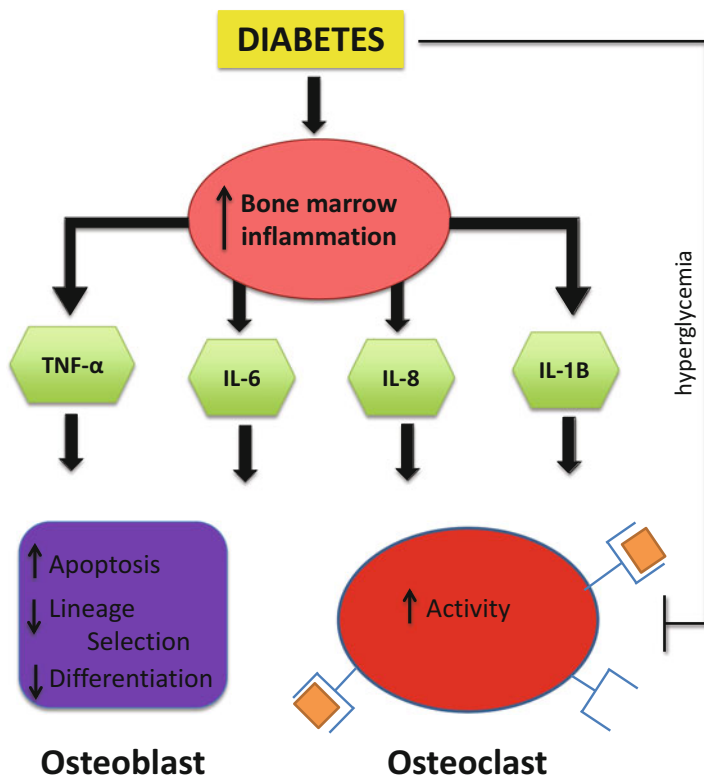 DIABETES
Bone marrow
inflammation
hyperglycemia
TNF-α
IL-6
IL-8
IL-1B
Apoptosis
Lineage
Selection
Differentiation
Activity
Osteoblast
Osteoclast